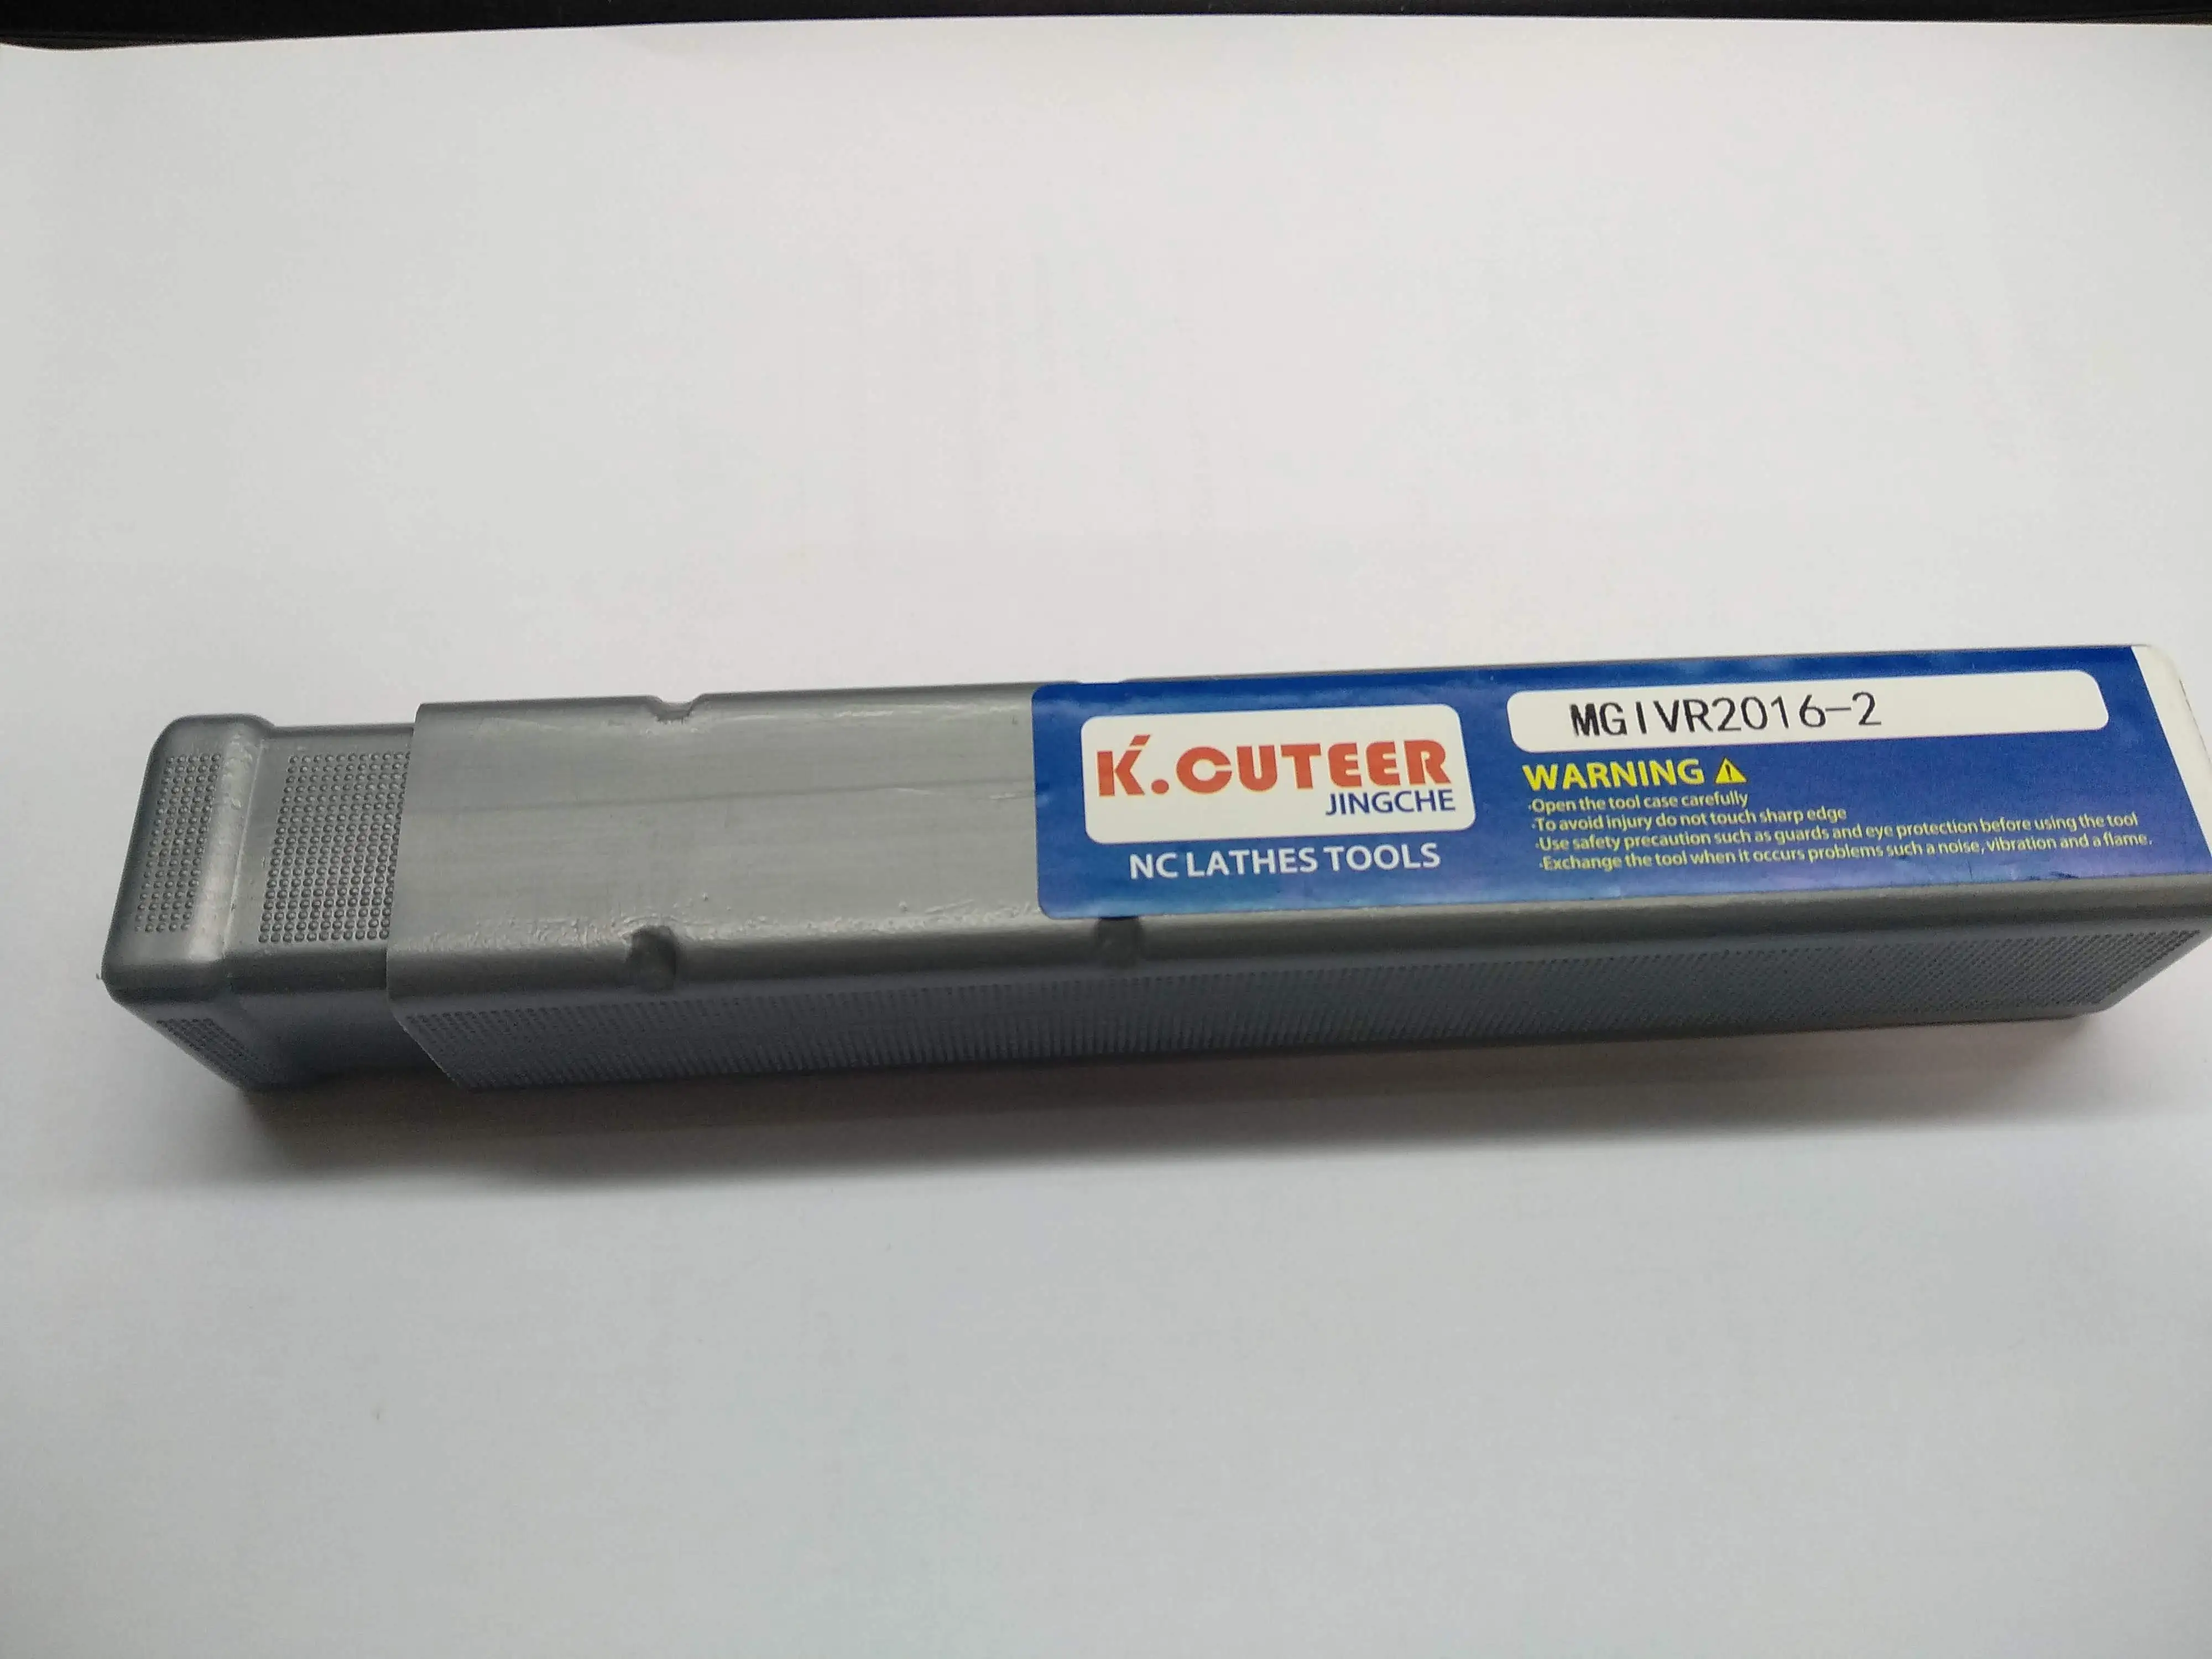 K.CUTEER
JINGCHE
NC LATHES TOOLS
MGIVR2016-2
WARNING
·Open the tool case carefully
·To avoid injury do not touch sharp edge
·Use safety precaution such as guards and eye protection before using the tool
·Exchange the tool when it occurs problems such a noise, vibration and a flame.